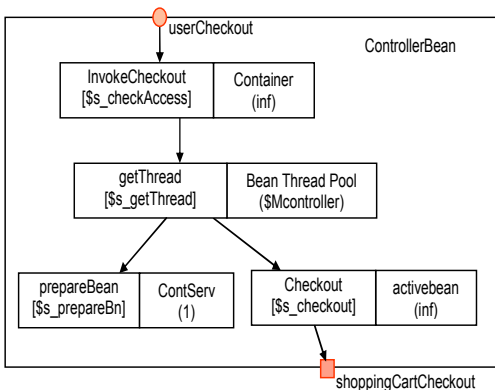 userCheckout
ControllerBean
InvokeCheckout
[$s_checkAccess]
Container
(inf)
getThread
[$s_getThread]
Bean Thread Pool
($Mcontroller)
prepareBean
[$s_prepareBn]
ContServ
(1)
Checkout
[$s_checkout]
activebean
(inf)
shoppingCartCheckout